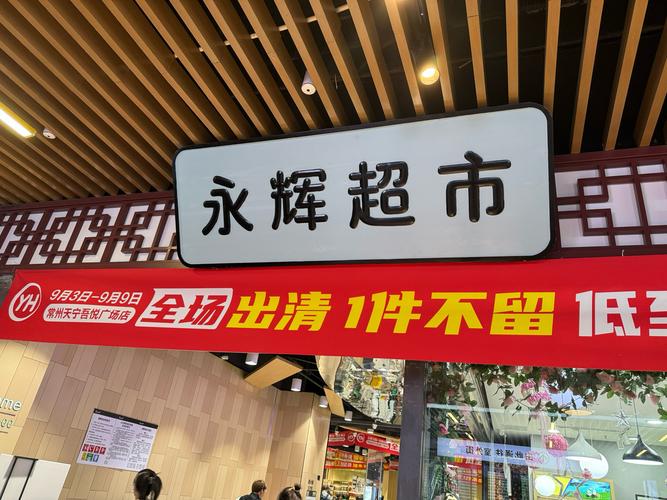 永辉超市
YH
9月3日-9月9日
常州天宁吾悦广场店
全场 出清 1件不留 低至